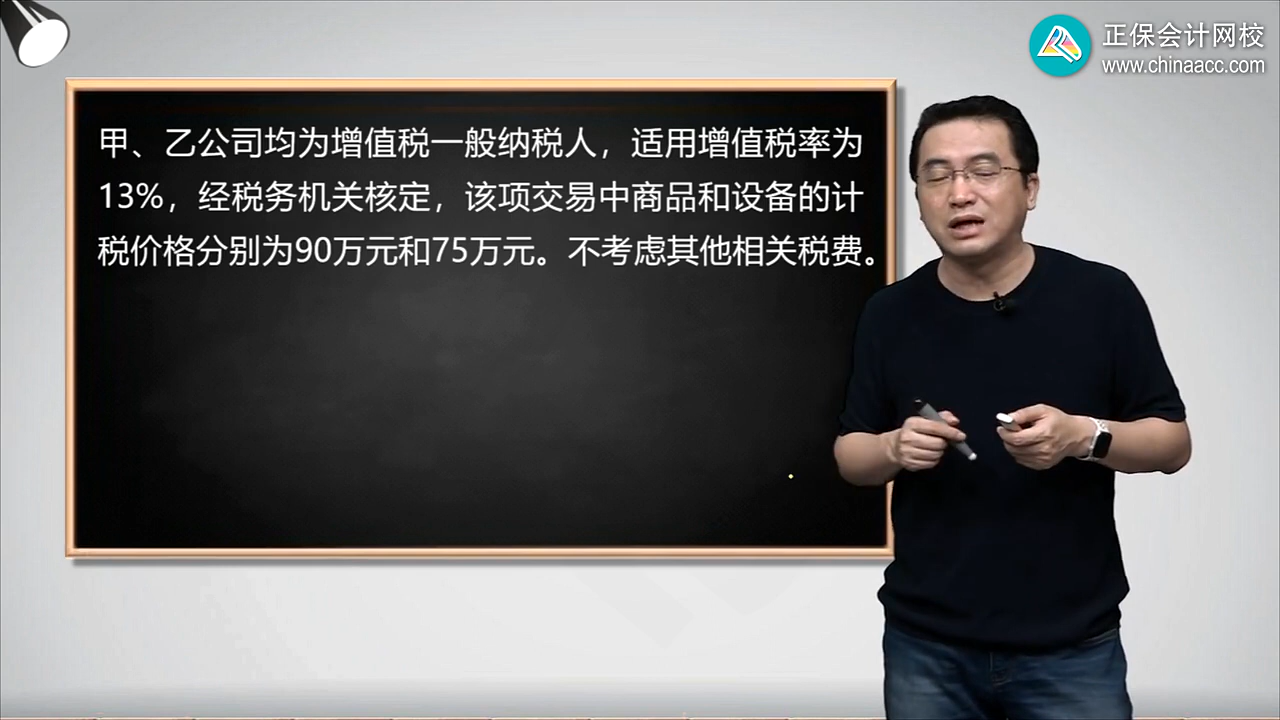 正保会计网校
www.chinaacc.com
甲、乙公司均为增值税一般纳税人，适用增值税率为
13%，经税务机关核定，该项交易中商品和设备的计
税价格分别为90万元和75万元。不考虑其他相关税费。